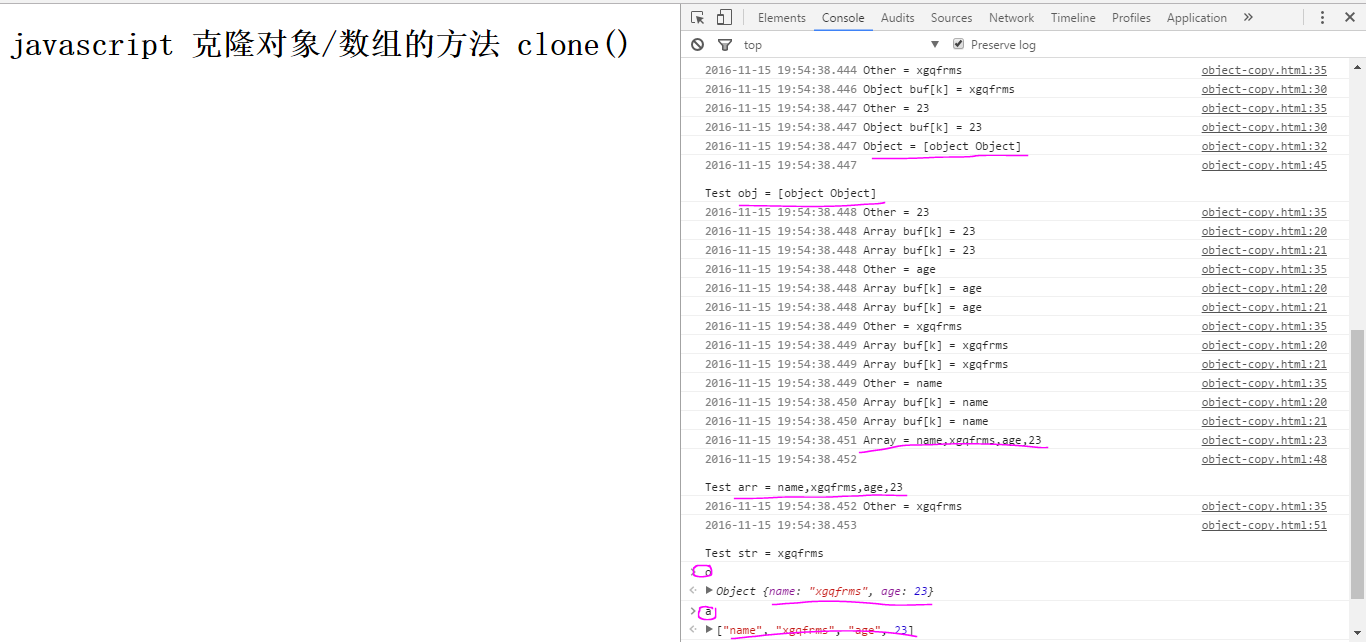 javascript 克隆对象/数组的方法 clone()
Elements Console Audits Sources Network Timeline Profiles Application »
top Preserve log
2016-11-15 19:54:38.444 Other = xgqfrms object-copy.html:35
2016-11-15 19:54:38.446 Object buf[k] = xgqfrms object-copy.html:30
2016-11-15 19:54:38.447 Other = 23 object-copy.html:35
2016-11-15 19:54:38.447 Object buf[k] = 23 object-copy.html:30
2016-11-15 19:54:38.447 Object = [object Object] object-copy.html:32
2016-11-15 19:54:38.447 object-copy.html:45
Test obj = [object Object]
2016-11-15 19:54:38.448 Other = 23 object-copy.html:35
2016-11-15 19:54:38.448 Array buf[k] = 23 object-copy.html:20
2016-11-15 19:54:38.448 Array buf[k] = 23 object-copy.html:21
2016-11-15 19:54:38.448 Other = age object-copy.html:35
2016-11-15 19:54:38.448 Array buf[k] = age object-copy.html:20
2016-11-15 19:54:38.448 Array buf[k] = age object-copy.html:21
2016-11-15 19:54:38.449 Other = xgqfrms object-copy.html:35
2016-11-15 19:54:38.449 Array buf[k] = xgqfrms object-copy.html:20
2016-11-15 19:54:38.449 Array buf[k] = xgqfrms object-copy.html:21
2016-11-15 19:54:38.449 Other = name object-copy.html:35
2016-11-15 19:54:38.450 Array buf[k] = name object-copy.html:20
2016-11-15 19:54:38.450 Array buf[k] = name object-copy.html:21
2016-11-15 19:54:38.451 Array = name,xgqfrms,age,23 object-copy.html:23
2016-11-15 19:54:38.452 object-copy.html:48
Test arr = name,xgqfrms,age,23
2016-11-15 19:54:38.452 Other = xgqfrms object-copy.html:35
2016-11-15 19:54:38.453 object-copy.html:51
Test str = xgqfrms
> o
Object {name: "xgqfrms", age: 23}
> a
["name", "xgqfrms", "age", 23]